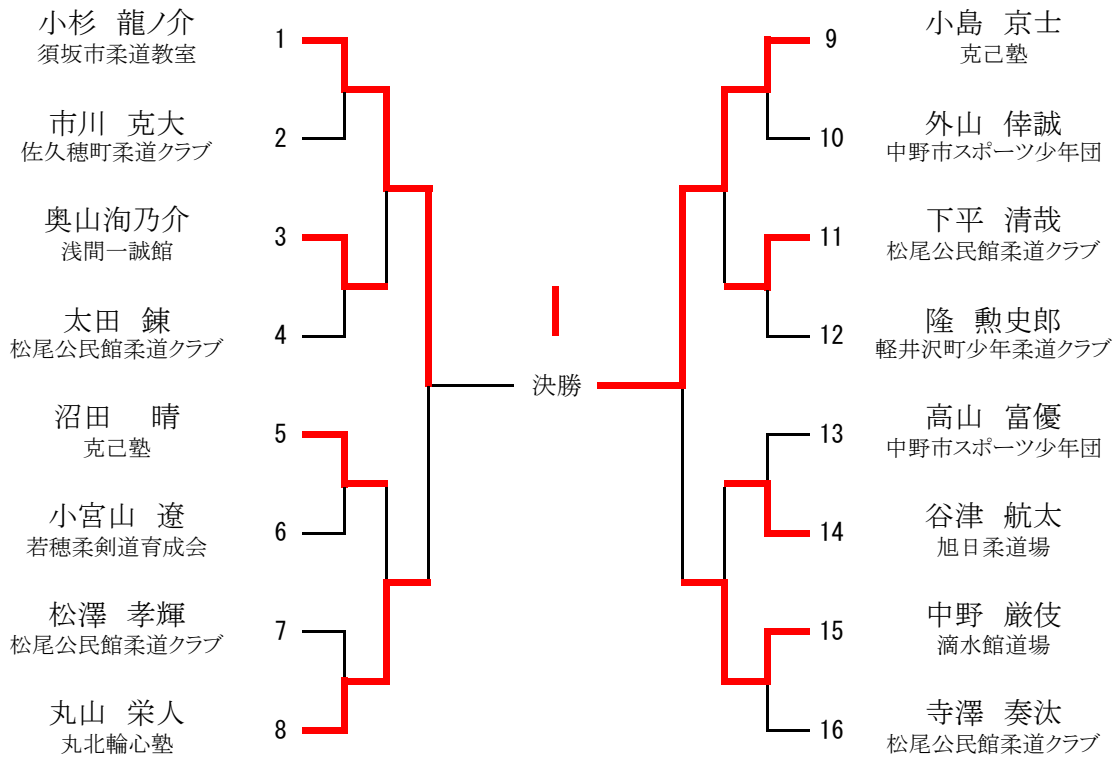 小杉 龍ノ介
須坂市柔道教室
1
市川 克大
佐久穂町柔道クラブ
2
奥山洵乃介
浅間一誠館
3
太田 錬
松尾公民館柔道クラブ
4
沼田 晴
克己塾
5
小宮山 遼
若穂柔剣道育成会
6
松澤 孝輝
松尾公民館柔道クラブ
7
丸山 栄人
丸北輪心塾
8
決勝
9
小島 京士
克己塾
10
外山 倖誠
中野市スポーツ少年団
11
下平 清哉
松尾公民館柔道クラブ
12
隆 勲史郎
軽井沢町少年柔道クラブ
13
高山 富優
中野市スポーツ少年団
14
谷津 航太
旭日柔道場
15
中野 厳伎
滴水館道場
16
寺澤 奏汰
松尾公民館柔道クラブ